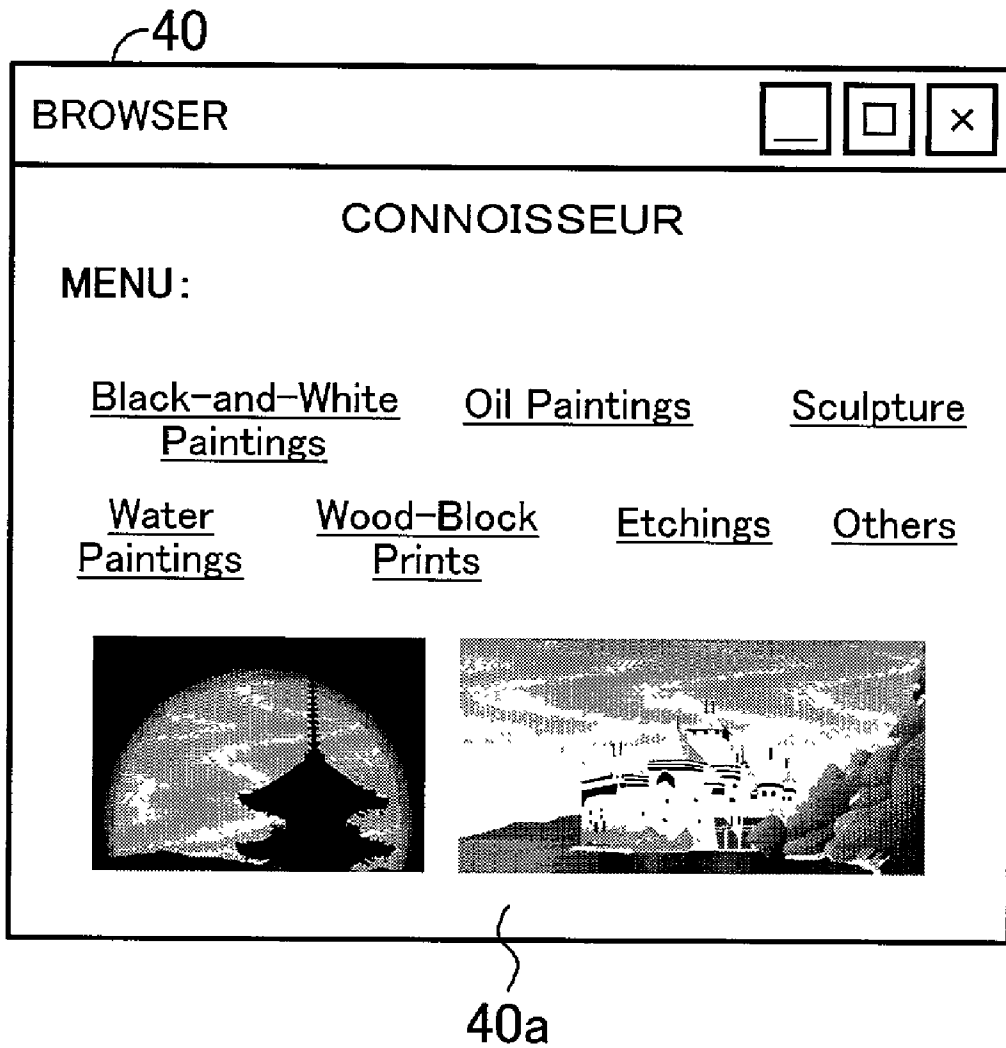 40
BROWSER
CONNOISSEUR
MENU:
Black-and-White Oil Paintings Sculpture
Paintings
Water Wood-Block Etchings Others
Paintings Prints
40a